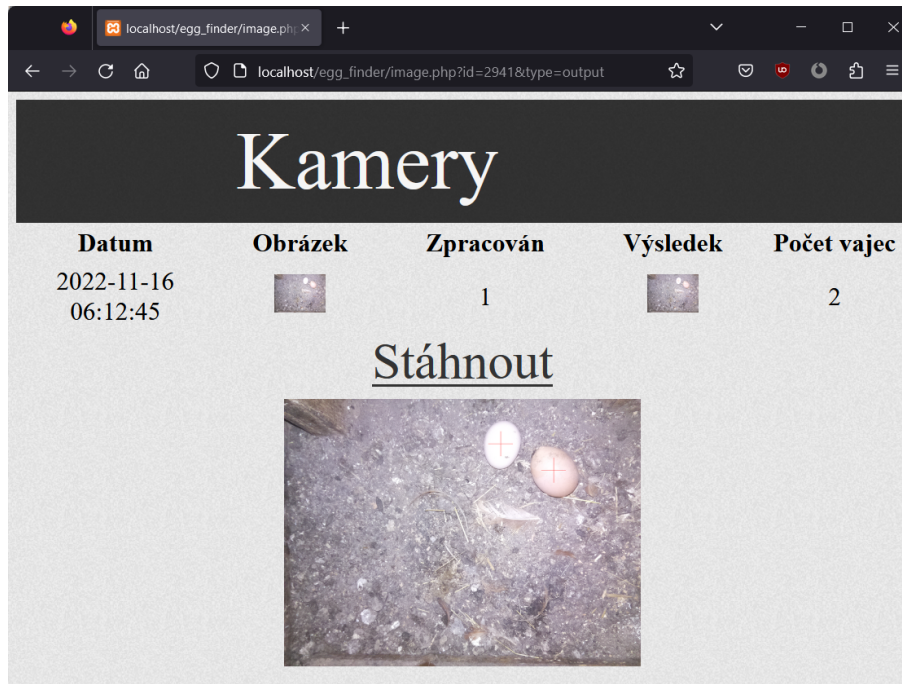 localhost/egg_finder/image.php
localhost/egg_finder/image.php?id=2941&type=output
Kamery
Datum Obrázek Zpracován Výsledek Počet vajec
2022-11-16
06:12:45
1 2
Stáhnout